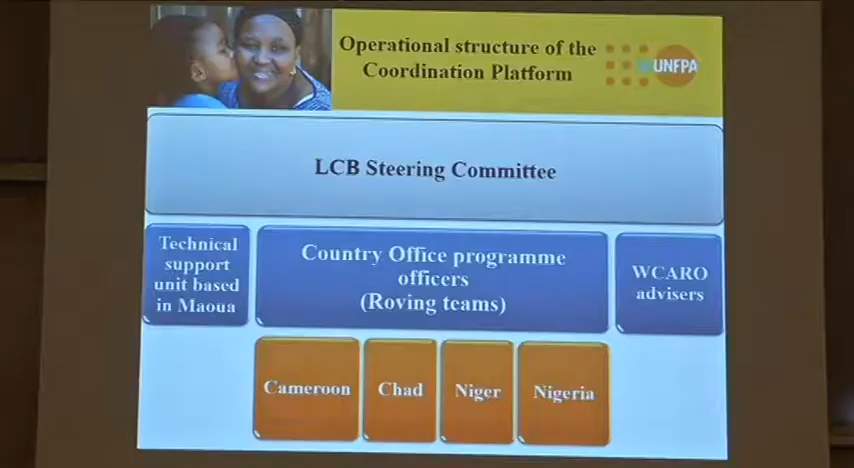 Operational structure of the
Coordination Platform
UNFPA
LCB Steering Committee
Technical
support
unit based
in Maoua
Country Office programme
officers
(Roving teams)
WCARO
advisers
Cameroon
Chad
Niger
Nigeria